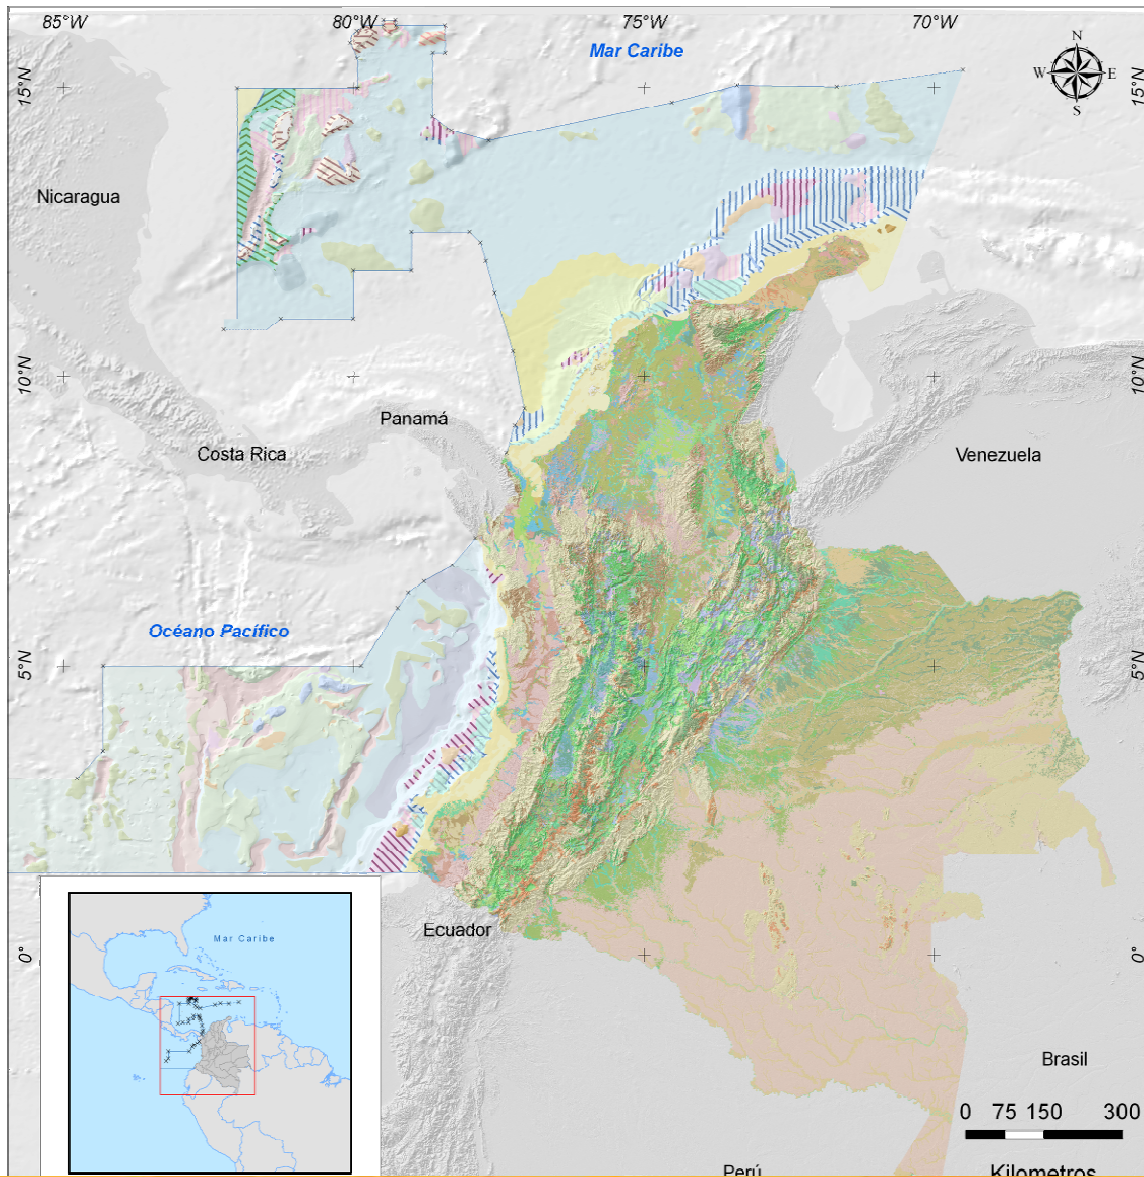 85°W
80°W
75°W
70°W
Mar Caribe
N
W
E
S
15°N
15°N
Nicaragua
10°N
10°N
Panamá
Costa Rica
Venezuela
Océano Pacífico
5°N
5°N
Ecuador
Mar Caribe
0°
0°
Brasil
0 75 150 300
Perú
Kilometros